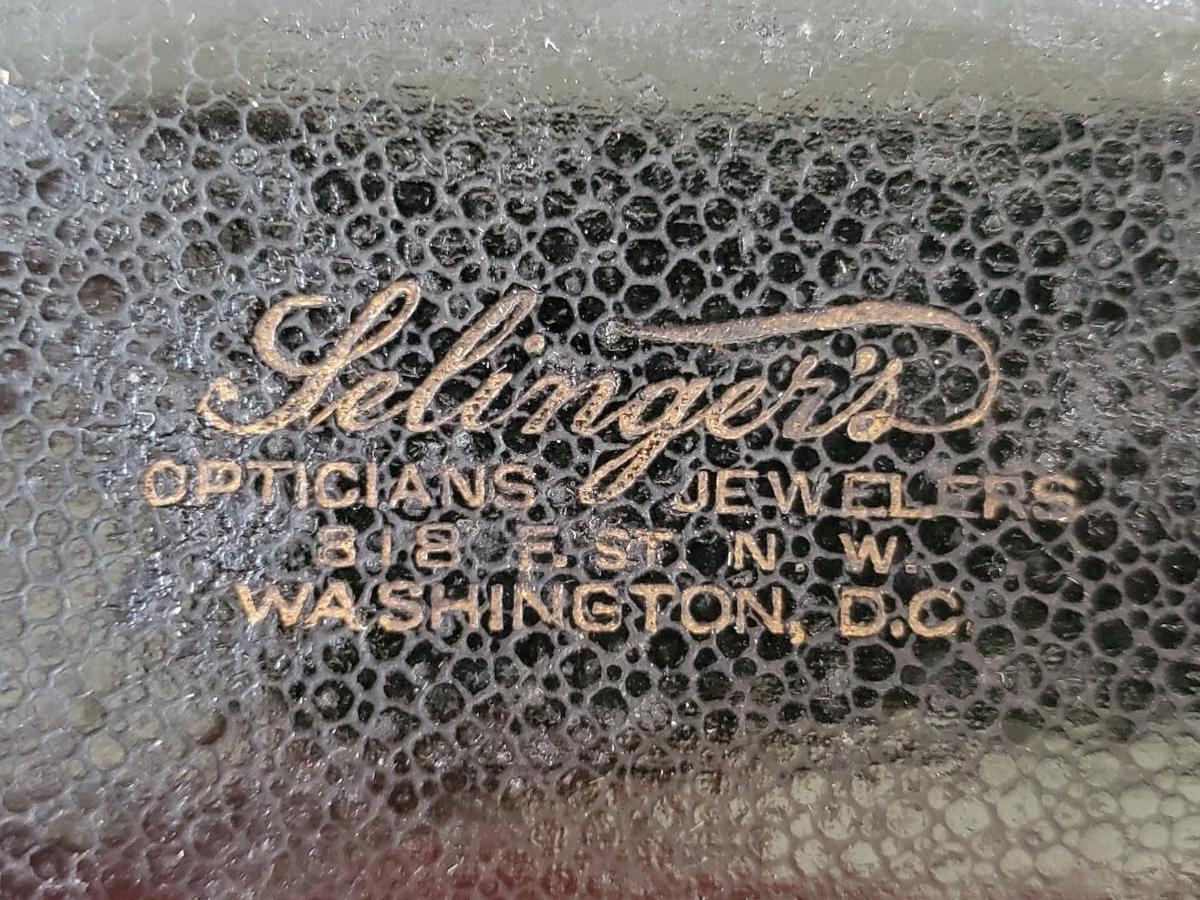 Selinger's
OPTICIANS JEWELERS
818 F. ST. N. W.
WASHINGTON, D.C.